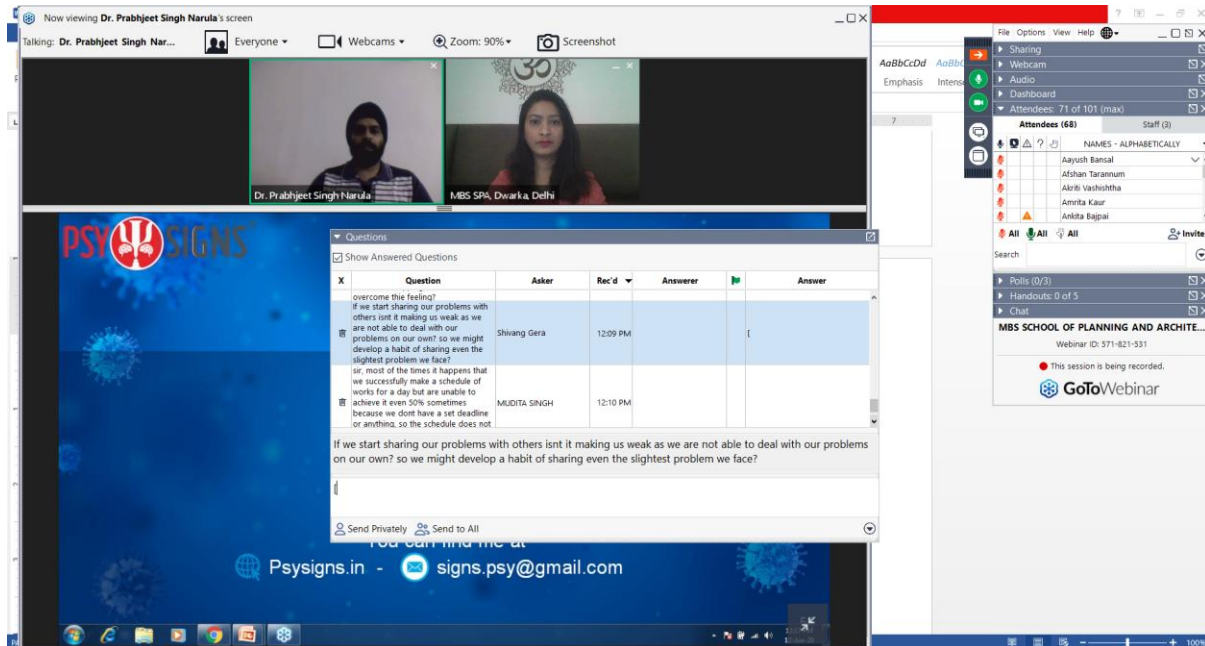 Now viewing Dr. Prabhjeet Singh Narula's screen
Talking: Dr. Prabhjeet Singh Nar...
Everyone
Webcams
Zoom: 90%
Screenshot
Dr. Prabhjeet Singh Narula
MBS SPA, Dwarka, Delhi
PSY SIGNS
Questions
Show Answered Questions
X Question Asker Rec'd Answerer Answer
overcome thie feeling?
If we start sharing our problems with
others isnt it making us weak as we
are not able to deal with our
problems on our own? so we might
develop a habit of sharing even the
slightest problem we face?
Shivang Gera
12:09 PM
[
sir, most of the times it happens that
we successfully make a schedule of
works for a day but are unable to
achieve it even 50% sometimes
because we dont have a set deadline
or anything, so the schedule does not
MUDITA SINGH
12:10 PM
If we start sharing our problems with others isnt it making us weak as we are not able to deal with our problems
on our own? so we might develop a habit of sharing even the slightest problem we face?
[
Send Privately Send to All
You can find me at
Psysigns.in - signs.psy@gmail.com
AaBbCcDd
Emphasis
7
File Options View Help
Sharing
Webcam
Audio
Dashboard
Attendees: 71 of 101 (max)
Attendees (68) Staff (3)
NAMES - ALPHABETICALLY
Aayush Bansal
Afshan Tarannum
Akriti Vashishtha
Amrita Kaur
Ankita Bajpai
All All All Invite
Search
Polls (0/3)
Handouts: 0 of 5
Chat
MBS SCHOOL OF PLANNING AND ARCHITE...
Webinar ID: 571-821-531
This session is being recorded.
GoToWebinar
100%